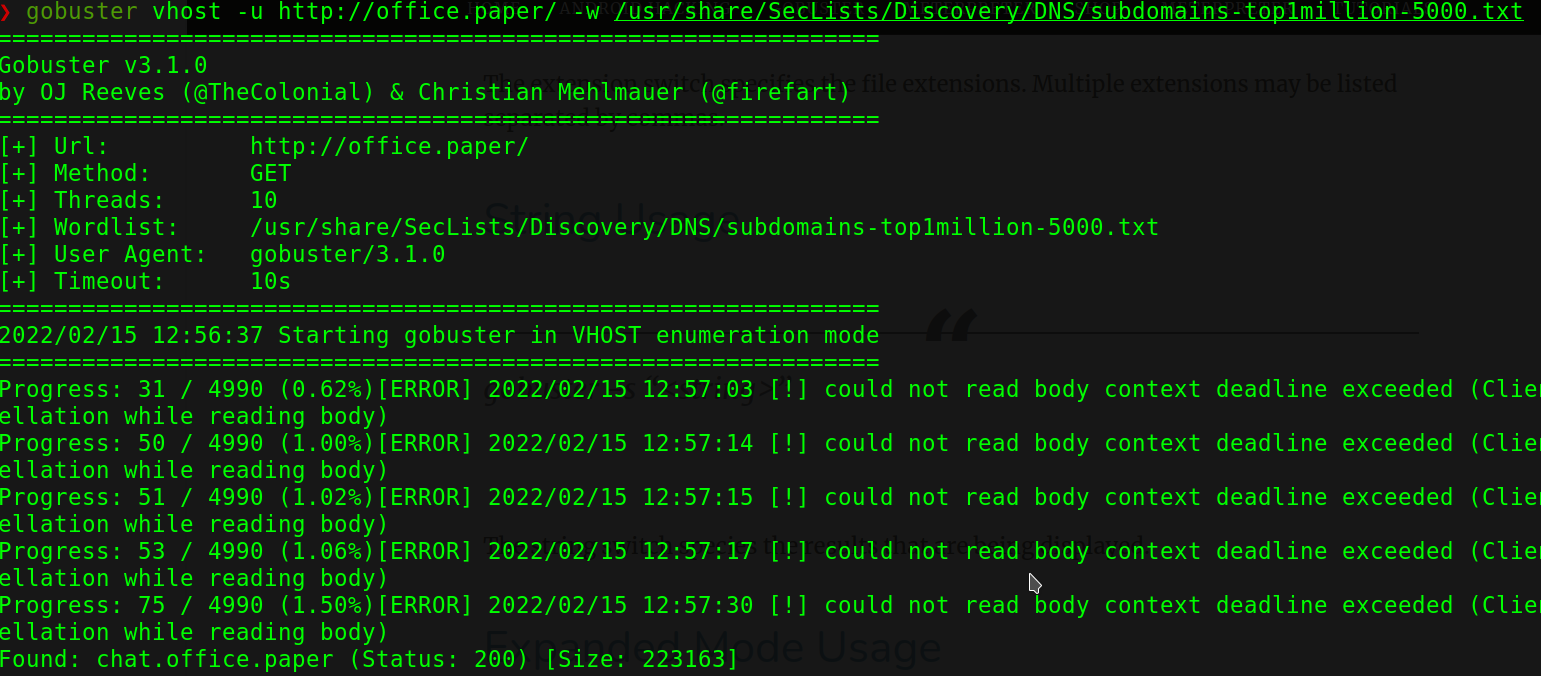 ❯ gobuster vhost -u http://office.paper/ -w /usr/share/SecLists/Discovery/DNS/subdomains-top1million-5000.txt
===============================================================
Gobuster v3.1.0
by OJ Reeves (@TheColonial) & Christian Mehlmauer (@firefart)
===============================================================
[+] Url:          http://office.paper/
[+] Method:       GET
[+] Threads:      10
[+] Wordlist:     /usr/share/SecLists/Discovery/DNS/subdomains-top1million-5000.txt
[+] User Agent:   gobuster/3.1.0
[+] Timeout:      10s
===============================================================
2022/02/15 12:56:37 Starting gobuster in VHOST enumeration mode
===============================================================
Progress: 31 / 4990 (0.62%)[ERROR] 2022/02/15 12:57:03 [!] could not read body context deadline exceeded (Clien
ellation while reading body)
Progress: 50 / 4990 (1.00%)[ERROR] 2022/02/15 12:57:14 [!] could not read body context deadline exceeded (Clien
ellation while reading body)
Progress: 51 / 4990 (1.02%)[ERROR] 2022/02/15 12:57:15 [!] could not read body context deadline exceeded (Clien
ellation while reading body)
Progress: 53 / 4990 (1.06%)[ERROR] 2022/02/15 12:57:17 [!] could not read body context deadline exceeded (Clien
ellation while reading body)
Progress: 75 / 4990 (1.50%)[ERROR] 2022/02/15 12:57:30 [!] could not read body context deadline exceeded (Clien
ellation while reading body)
Found: chat.office.paper (Status: 200) [Size: 223163]
The extension switch specifies the file extensions. Multiple extensions may be listed
String Usage
“
Expanded Mode Usage